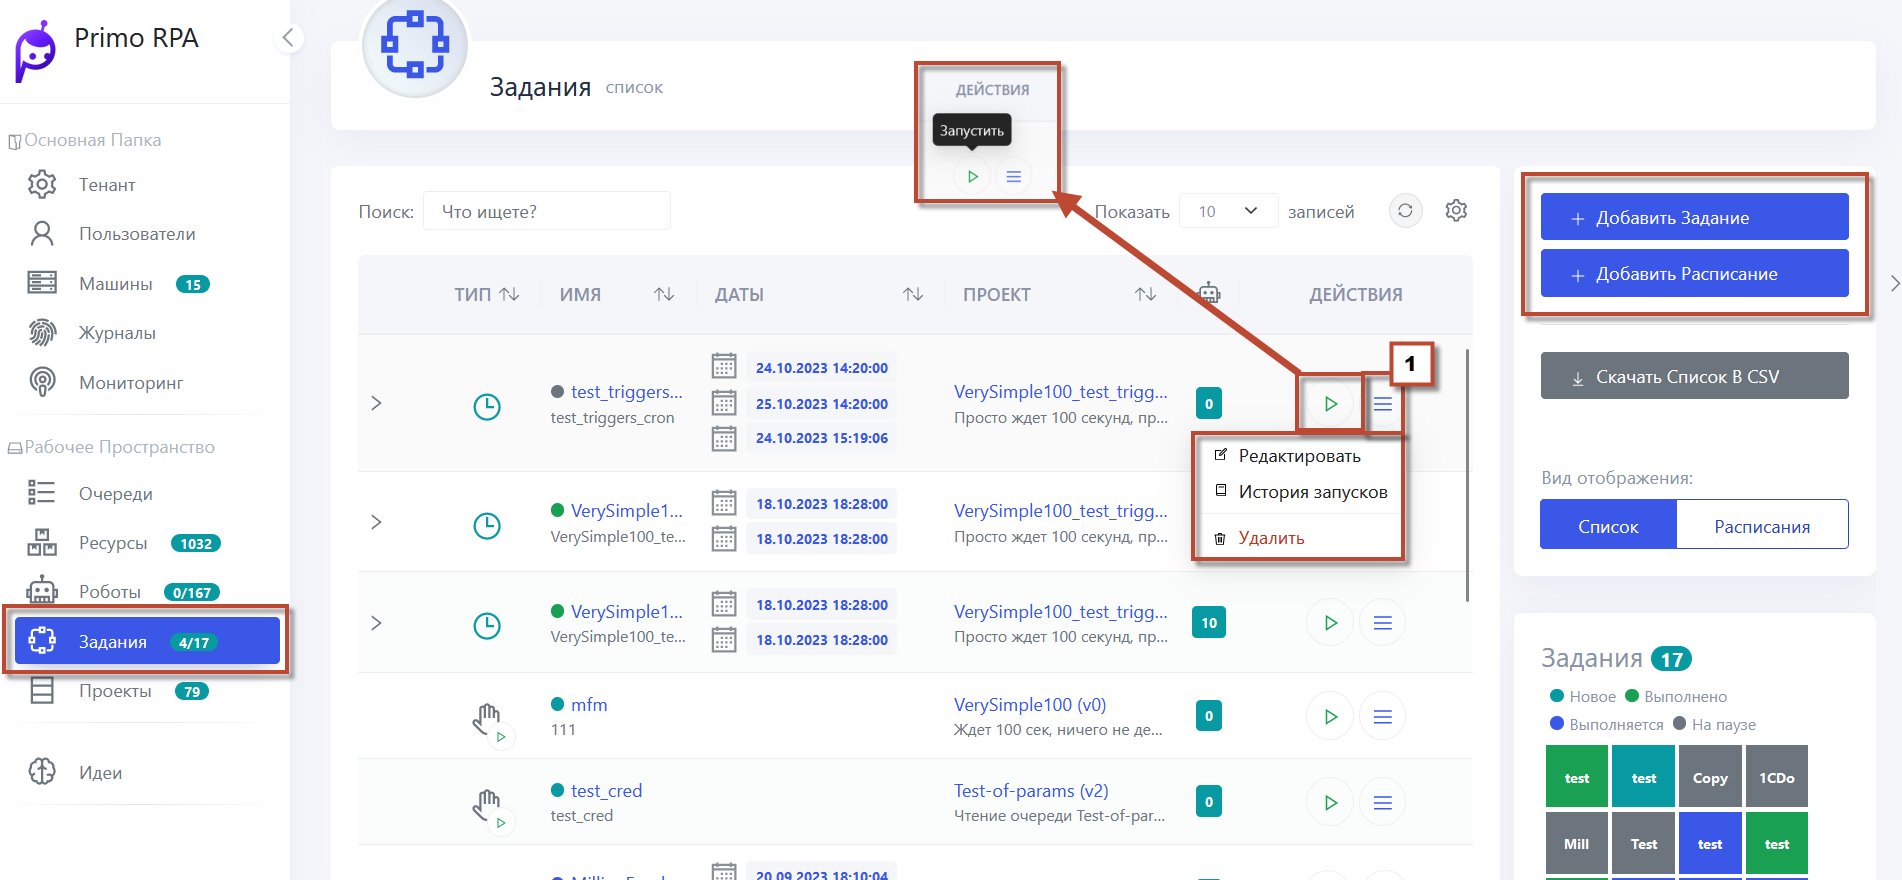 Primo RPA
Основная Папка
Тенант
Пользователи
Машины 15
Журналы
Мониторинг
Рабочее Пространство
Очереди
Ресурсы 1032
Роботы 0/167
Задания 4/17
Проекты 79
Идеи
Задания список
ДЕЙСТВИЯ
Запустить
Поиск: Что ищете?
Показать 10 записей
ТИП ИМЯ ДАТЫ ПРОЕКТ ДЕЙСТВИЯ
1
test_triggers...
test_triggers_cron
24.10.2023 14:20:00
25.10.2023 14:20:00
24.10.2023 15:19:06
VerySimple100_test_trigg...
Просто ждет 100 секунд, пр...
0
Редактировать
История запусков
Удалить
VerySimple1...
VerySimple100_te...
18.10.2023 18:28:00
18.10.2023 18:28:00
VerySimple100_test_trigg...
Просто ждет 100 секунд, пр...
VerySimple1...
VerySimple100_te...
18.10.2023 18:28:00
18.10.2023 18:28:00
VerySimple100_test_trigg...
Просто ждет 100 секунд, пр...
10
mfm
111
VerySimple100 (v0)
Ждет 100 сек, ничего не де...
0
test_cred
test_cred
Test-of-params (v2)
Чтение очереди Test-of-par...
0
20.09.2023 18:10:04
+ Добавить Задание
+ Добавить Расписание
Скачать Список В CSV
Вид отображения:
Список Расписания
Задания 17
Новое Выполнено
Выполняется На паузе
test test Copy 1CDo
Mill Test test test